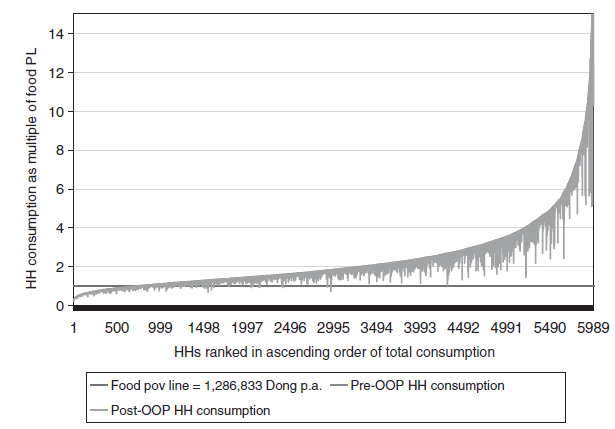 HH consumption as multiple of food PL
14
12
10
8
6
4
2
0
1 500 999 1498 1997 2496 2995 3494 3993 4492 4991 5490 5989
HHs ranked in ascending order of total consumption
Food pov line = 1,286,833 Dong p.a. Pre-OOP HH consumption
Post-OOP HH consumption